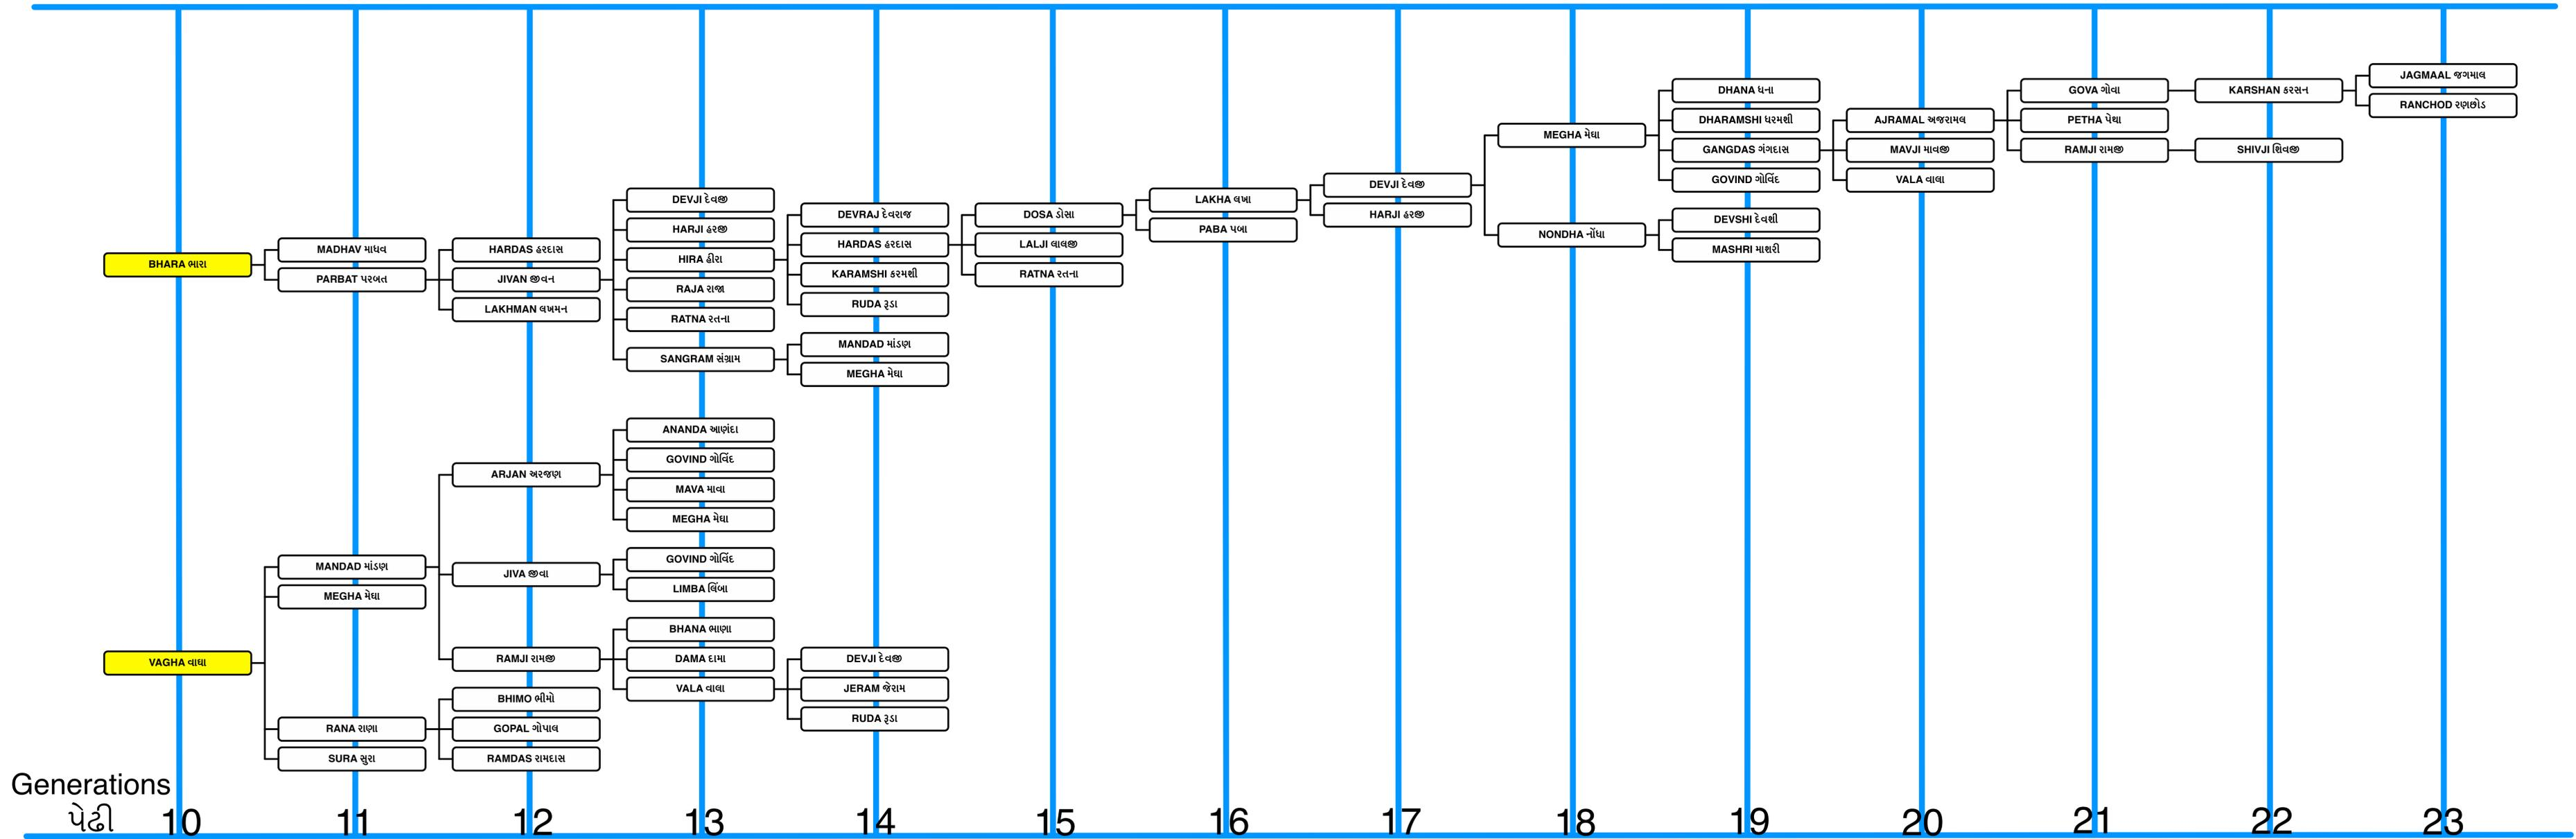 JAGMAAL જગમાલ
DHANA ધના
GOVA ગોવા
KARSHAN કરસન
RANCHOD રણછોડ
DHARAMSHI ધરમશી
AJRAMAL અજરામલ
PETHA પેથા
MEGHA મેઘા
GANGDAS ગંગદાસ
MAVJI માવજી
RAMJI રામજી
SHIVJI શિવજી
GOVIND ગોવિંદ
VALA વાલા
DEVJI દેવજી
DEVJI દેવજી
LAKHA લખા
DEVRAJ દેવરાજ
DOSA ડોસા
HARJI હરજી
DEVSHI દેવશી
HARJI હરજી
PABA પબા
NONDHA નોંધા
MADHAV માધવ
HARDAS હરદાસ
HARDAS હરદાસ
LALJI લાલજી
MASHRI માશરી
BHARA ભારા
HIRA હીરા
PARBAT પરબત
JIVAN જીવન
KARAMSHI કરમશી
RATNA રતના
RAJA રાજા
LAKHMAN લખમન
RUDA રૂડા
RATNA રતના
MANDAD માંડણ
SANGRAM સંગ્રામ
MEGHA મેઘા
ANANDA આણંદા
GOVIND ગોવિંદ
ARJAN અરજણ
MAVA માવા
MEGHA મેઘા
GOVIND ગોવિંદ
MANDAD માંડણ
JIVA જીવા
LIMBA લિંબા
MEGHA મેઘા
BHANA ભાણા
VAGHA વાઘા
RAMJI રામજી
DAMA દામા
DEVJI દેવજી
VALA વાલા
JERAM જેરામ
BHIMO ભીમો
RUDA રૂડા
RANA રાણા
GOPAL ગોપાલ
SURA સુરા
RAMDAS રામદાસ
Generations
પેઢી 10 11 12 13 14 15 16 17 18 19 20 21 22 23